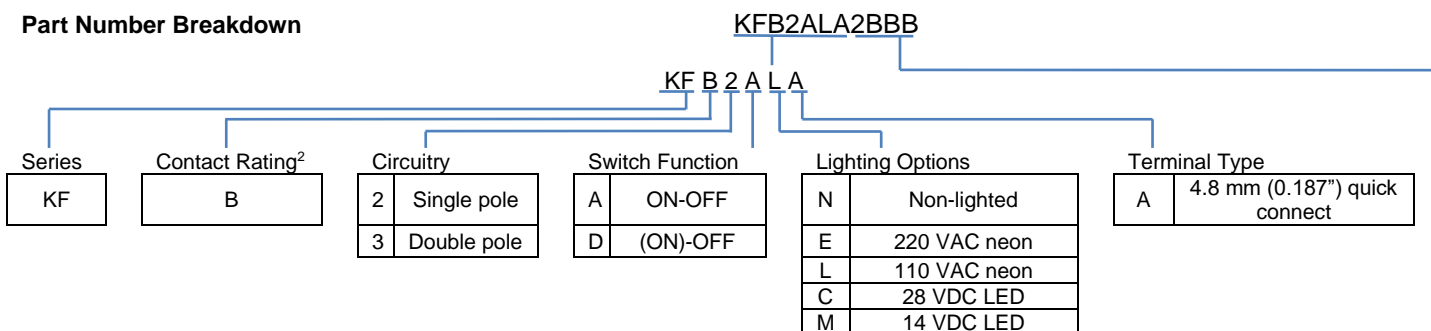 Part Number Breakdown
KFB2ALA2BBB
KF B 2 A L A
Series
KF
Contact Rating2
B
Circuitry
2 Single pole
3 Double pole
Switch Function
A ON-OFF
D (ON)-OFF
Lighting Options
N Non-lighted
E 220 VAC neon
L 110 VAC neon
C 28 VDC LED
M 14 VDC LED
Terminal Type
A 4.8 mm (0.187”) quick
connect